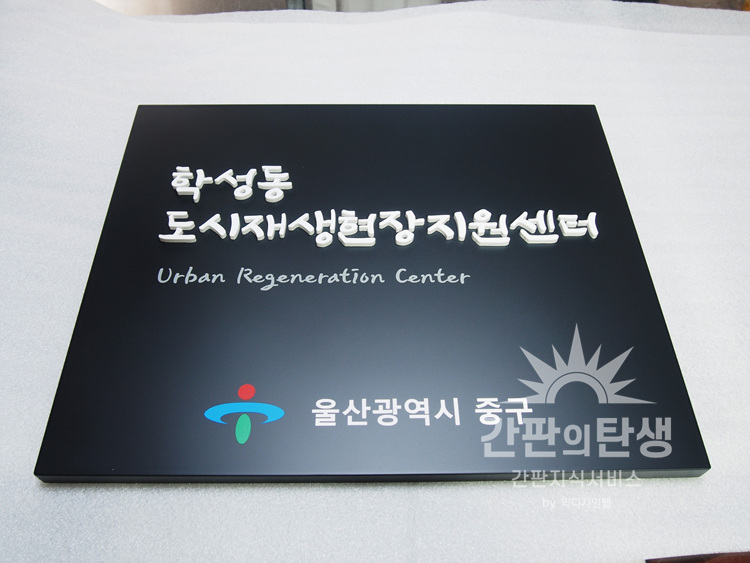 학성동
도시재생현장지원센터
Urban Regeneration Center
울산광역시 중구
간판의탄생
간판지식서비스
by